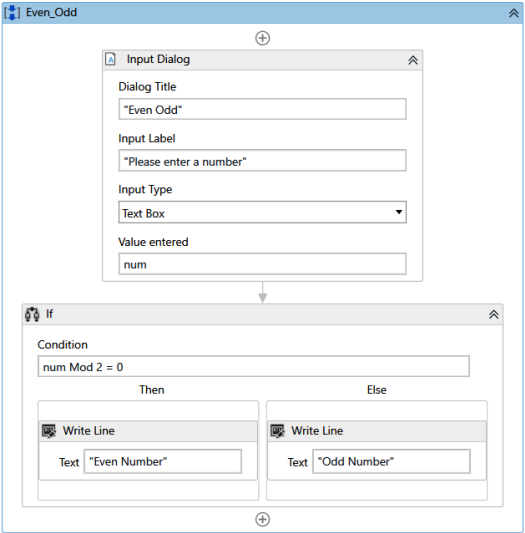 Even_Odd
Input Dialog
Dialog Title
"Even Odd"
Input Label
"Please enter a number"
Input Type
Text Box
Value entered
num
If
Condition
num Mod 2 = 0
Then
Else
Write Line
Write Line
Text "Even Number"
Text "Odd Number"